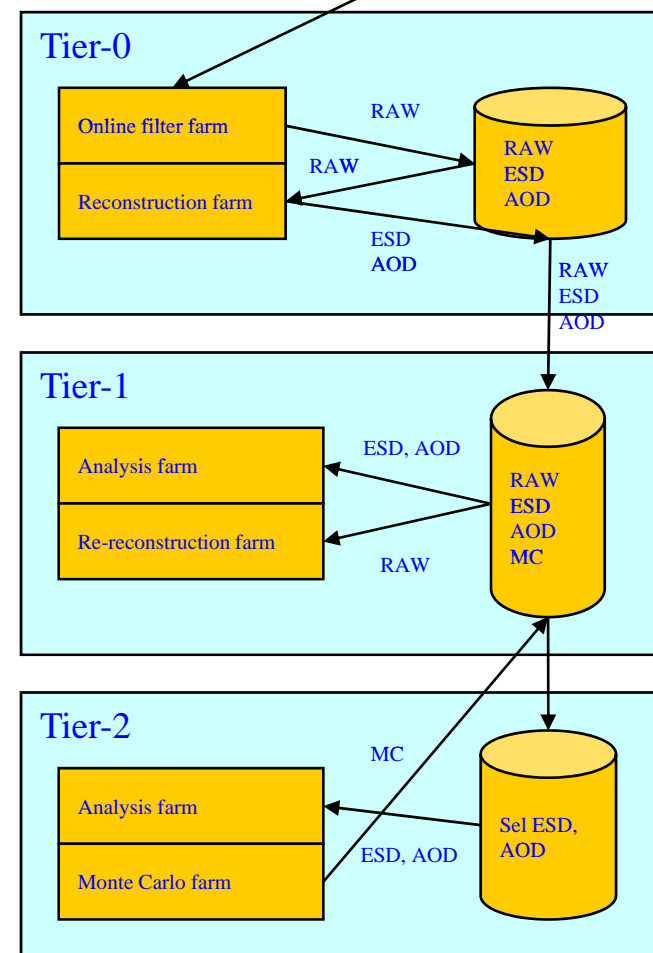 Tier-0
Online filter farm
Reconstruction farm
RAW
RAW
ESD
AOD
RAW
ESD
AOD
RAW
ESD
AOD
Tier-1
Analysis farm
Re-reconstruction farm
ESD, AOD
RAW
RAW
ESD
AOD
MC
Tier-2
Analysis farm
Monte Carlo farm
MC
ESD, AOD
Sel ESD,
AOD